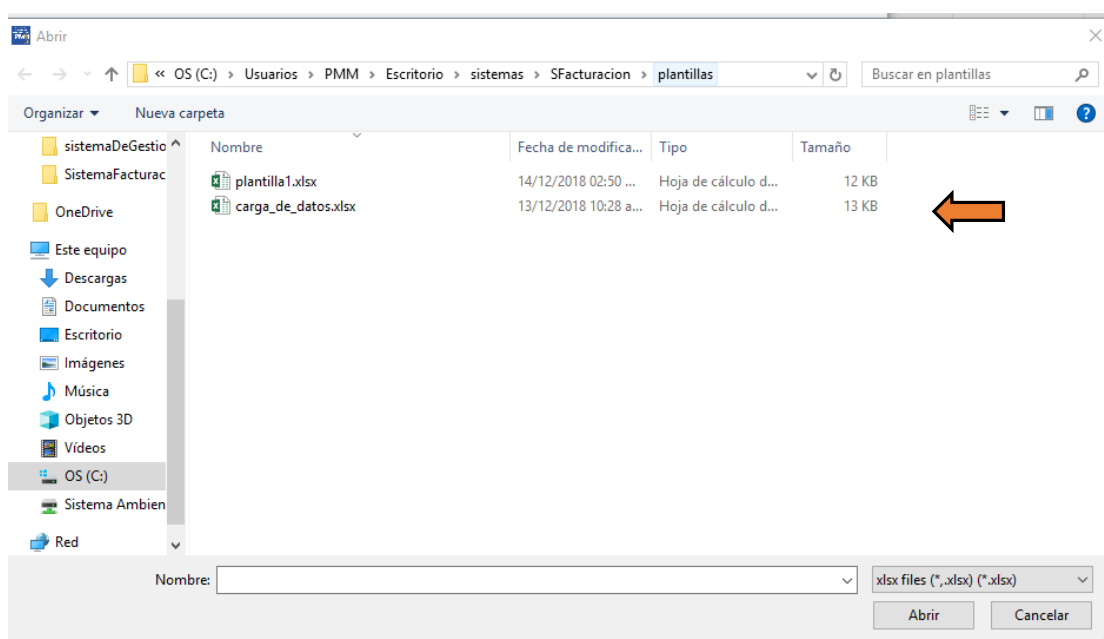 Abrir
« OS (C:) › Usuarios › PMM › Escritorio › sistemas › SFacturacion › plantillas
Buscar en plantillas
Organizar
Nueva carpeta
Nombre
Fecha de modifica...
Tipo
Tamaño
plantilla1.xlsx
14/12/2018 02:50 ...
Hoja de cálculo d...
12 KB
carga_de_datos.xlsx
13/12/2018 10:28 a...
Hoja de cálculo d...
13 KB
sistemaDeGestio
SistemaFacturac
OneDrive
Este equipo
Descargas
Documentos
Escritorio
Imágenes
Música
Objetos 3D
Vídeos
OS (C:)
Sistema Ambien
Red
Nombre:
xlsx files (*,.xlsx) (*.xlsx)
Abrir
Cancelar